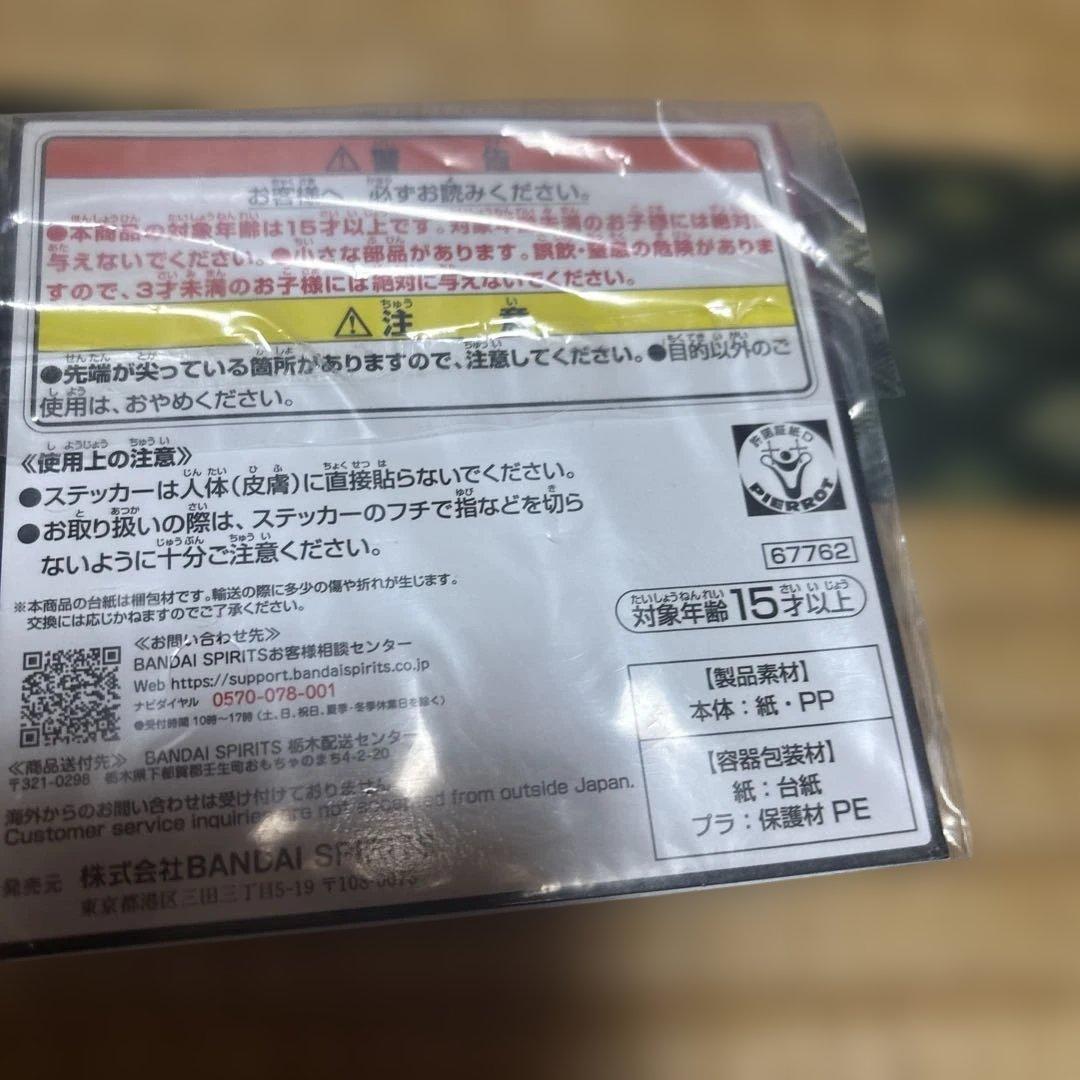 ⚠警
お客様へ 必ずお読みください。
●本商品の対象年齢は15才以上です。対象年齢未満のお子様には絶対に
与えないでください。●小さな部品があります。誤飲・窒息の危険がありま
すので、3才未満のお子様には絶対に与えないでください。
⚠注 意
●先端が尖っている箇所がありますので、注意してください。●目的以外のご
使用は、おやめください。
《使用上の注意》
●ステッカーは人体(皮膚)に直接貼らないでください。
●お取り扱いの際は、ステッカーのフチで指などを切ら
ないように十分ご注意ください。
※本商品の台紙は梱包材です。輸送の際に多少の傷や折れが生じます。
交換には応じかねますのでご了承ください。
許諾証紙
PIERROT
67762
対象年齢15才以上
《お問い合わせ先》
BANDAI SPIRITSお客様相談センター
Web https://support.bandaispirits.co.jp
ナビダイヤル 0570-078-001
●受付時間 10時〜17時(土、日、祝日、夏季・冬季休業日を除く)
《商品送付先》 BANDAI SPIRITS 栃木配送センター
〒321-0298 栃木県下都賀郡壬生町おもちゃのまち4-2-20
海外からのお問い合わせは受け付けておりません。
Customer service inquiries are not accepted from outside Japan.
発売元 株式会社BANDAI SPIRITS
東京都港区三田三丁目5-19 〒108-0073
【製品素材】
本体：紙・PP
【容器包装材】
紙：台紙
プラ：保護材 PE